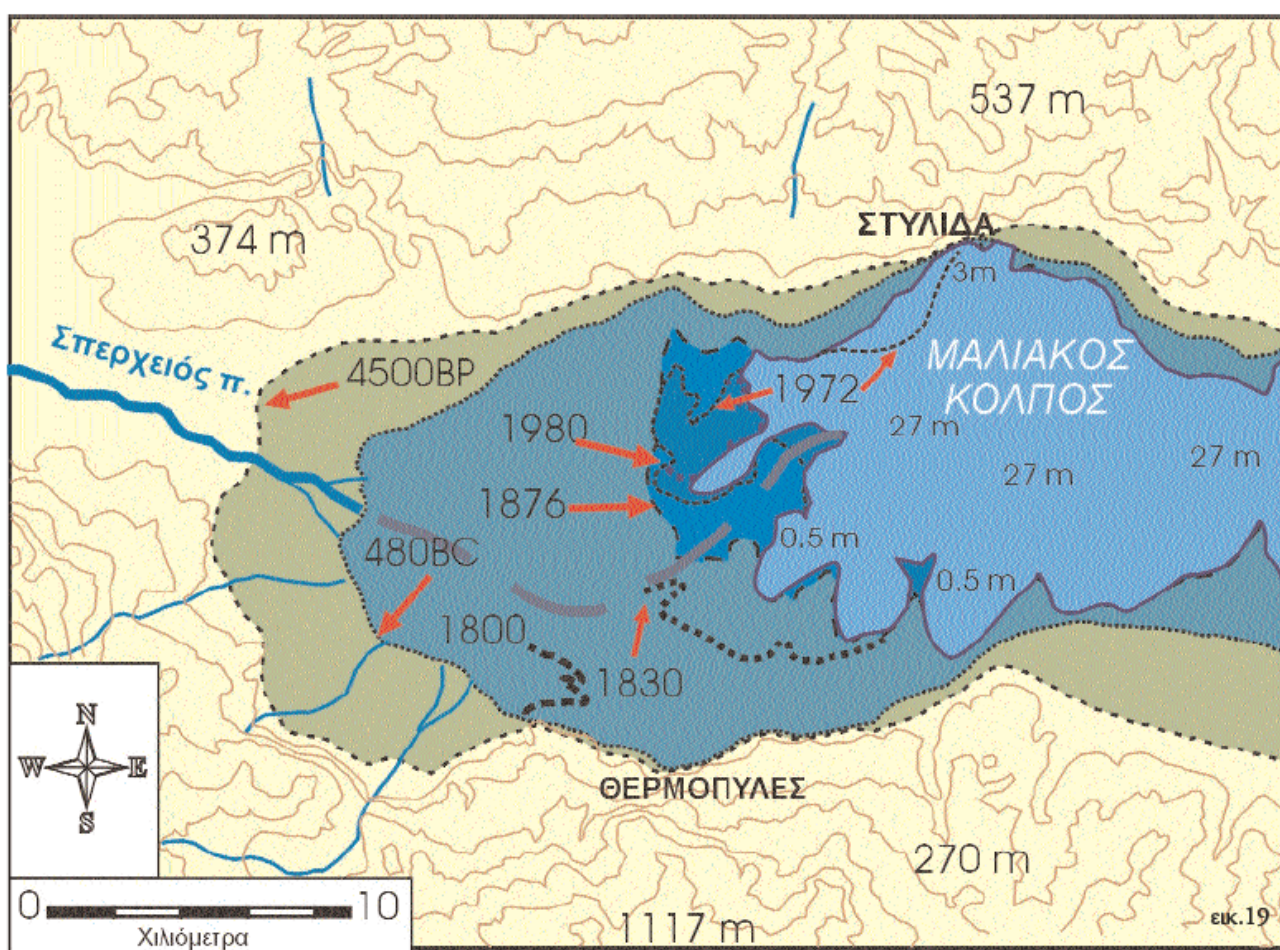 537 m
ΣΤΥΛΙΔΑ
374 m
3m
Σπερχειός π.
4500BP
1972
ΜΑΛΙΑΚΟΣ
ΚΟΛΠΟΣ
1980
27 m
27 m
27 m
1876
480BC
0.5 m
0.5 m
1800
1830
N
W E
S
ΘΕΡΜΟΠΥΛΕΣ
270 m
0 10
Χιλιόμετρα
1117 m
εικ.19